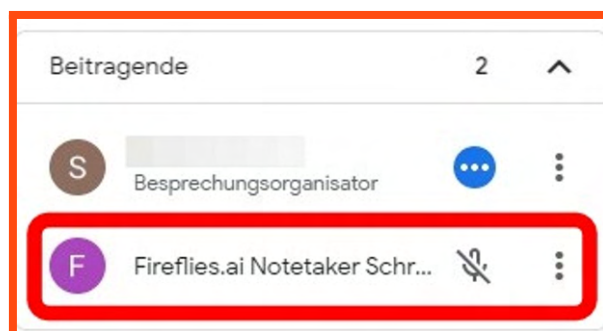 Beitragende 2
S
Besprechungsorganisator
F Fireflies.ai Notetaker Schr...